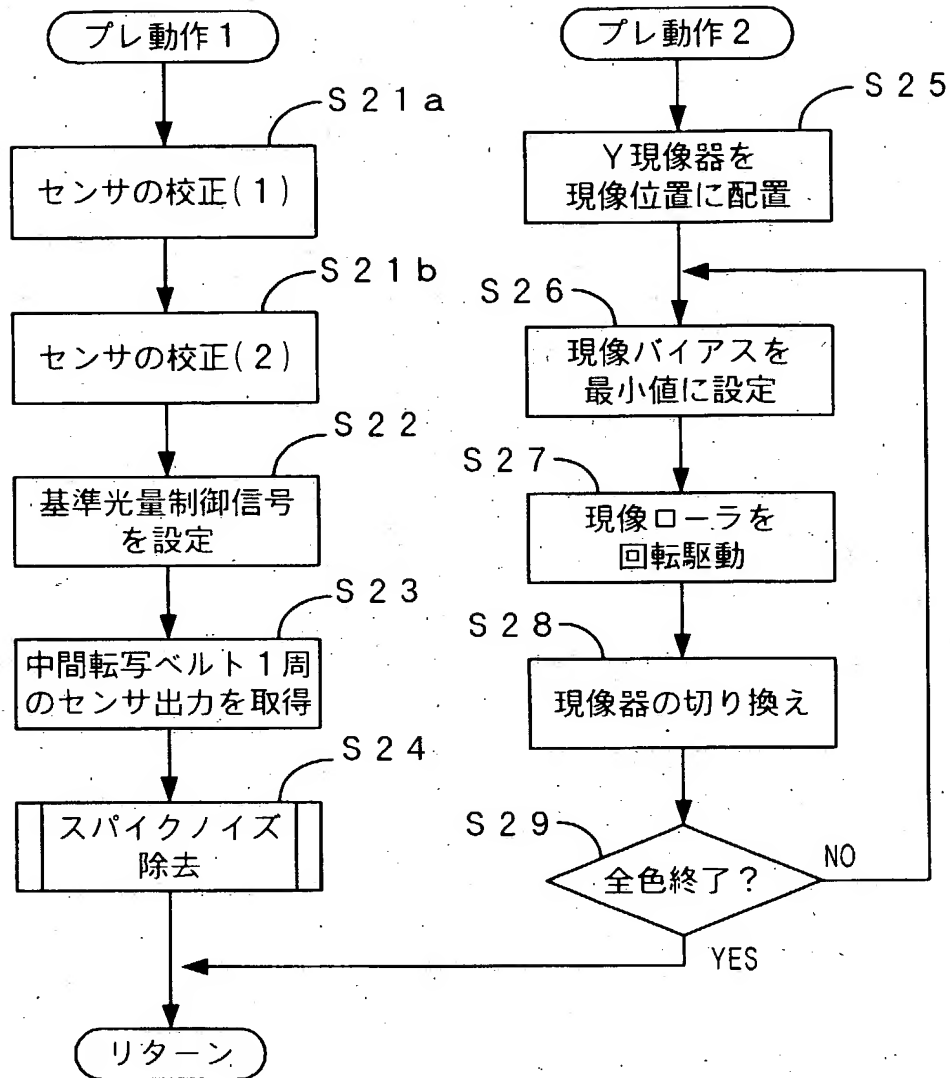 プレ動作1
S21a
センサの校正(1)
S21b
センサの校正(2)
S22
基準光量制御信号
を設定
S23
中間転写ベルト1周
のセンサ出力を取得
S24
スパイクノイズ
除去
リターン
プレ動作2
S25
Y現像器を
現像位置に配置
S26
現像バイアスを
最小値に設定
S27
現像ローラを
回転駆動
S28
現像器の切り換え
S29
全色終了?
NO
YES